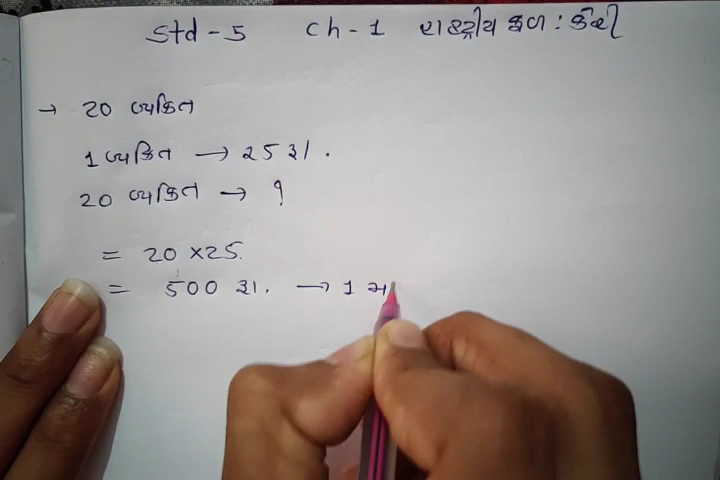 Std - 5 Ch - 1 રાષ્ટ્રીય ફળ : કેરી
→ 20 વ્યક્તિ
1 વ્યક્તિ → 25 રૂા.
20 વ્યક્તિ → ?
= 20 × 25.
= 500 રૂા. → 1